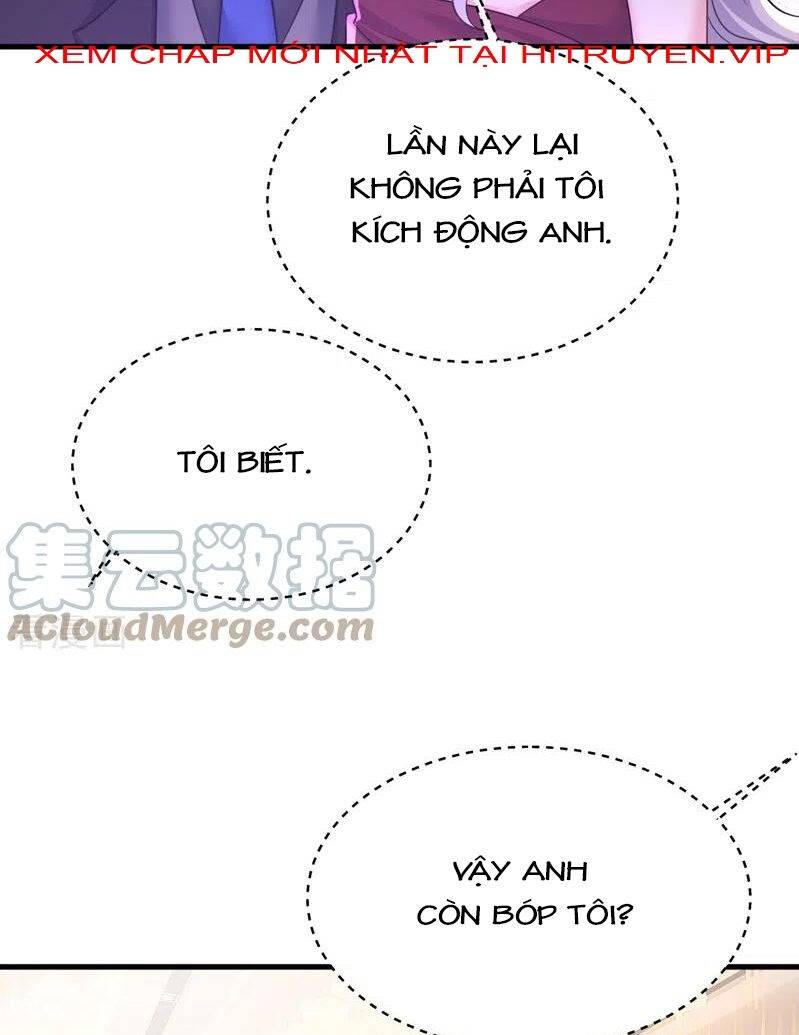 XEM CHAP MỚI NHẤT TẠI HITRUYEN.VIP
LẦN NÀY LẠI
KHÔNG PHẢI TÔI
KÍCH ĐỘNG ANH.
TÔI BIẾT.
集云数据
ACloudMerge.com
VẬY ANH
CÒN BÓP TÔI?